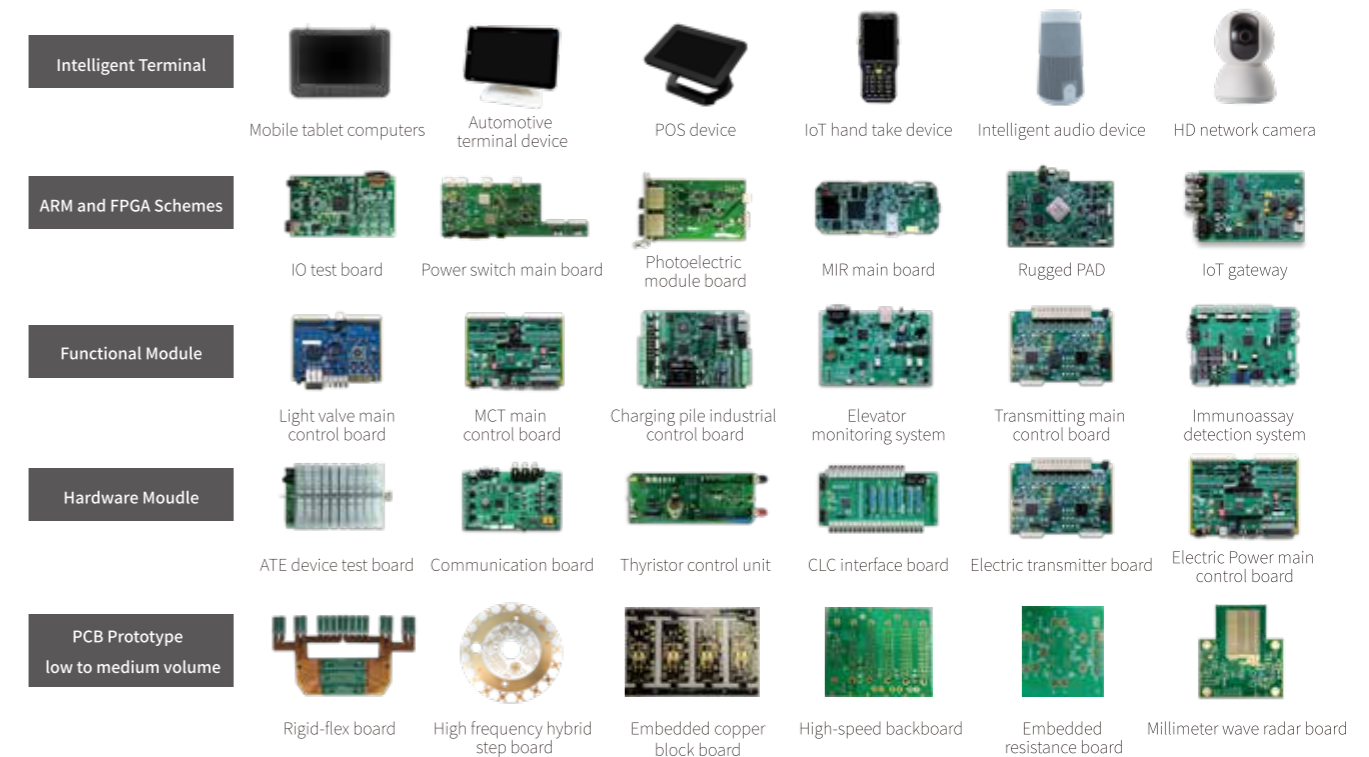 Intelligent Terminal
Mobile tablet computers
Automotive
terminal device
POS device
IoT hand take device
Intelligent audio device
HD network camera
ARM and FPGA Schemes
IO test board
Power switch main board
Photoelectric
module board
MIR main board
Rugged PAD
IoT gateway
Functional Module
Light valve main
control board
MCT main
control board
Charging pile industrial
control board
Elevator
monitoring system
Transmitting main
control board
Immunoassay
detection system
Hardware Moudle
ATE device test board
Communication board
Thyristor control unit
CLC interface board
Electric transmitter board
Electric Power main
control board
PCB Prototype
low to medium volume
Rigid-flex board
High frequency hybrid
step board
Embedded copper
block board
High-speed backboard
Embedded
resistance board
Millimeter wave radar board